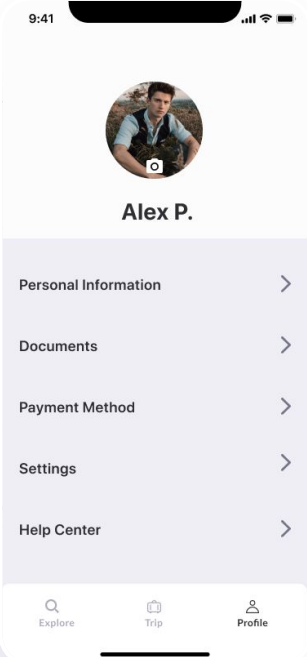 9:41
Alex P.
Personal Information
Documents
Payment Method
Settings
Help Center
Explore
Trip
Profile